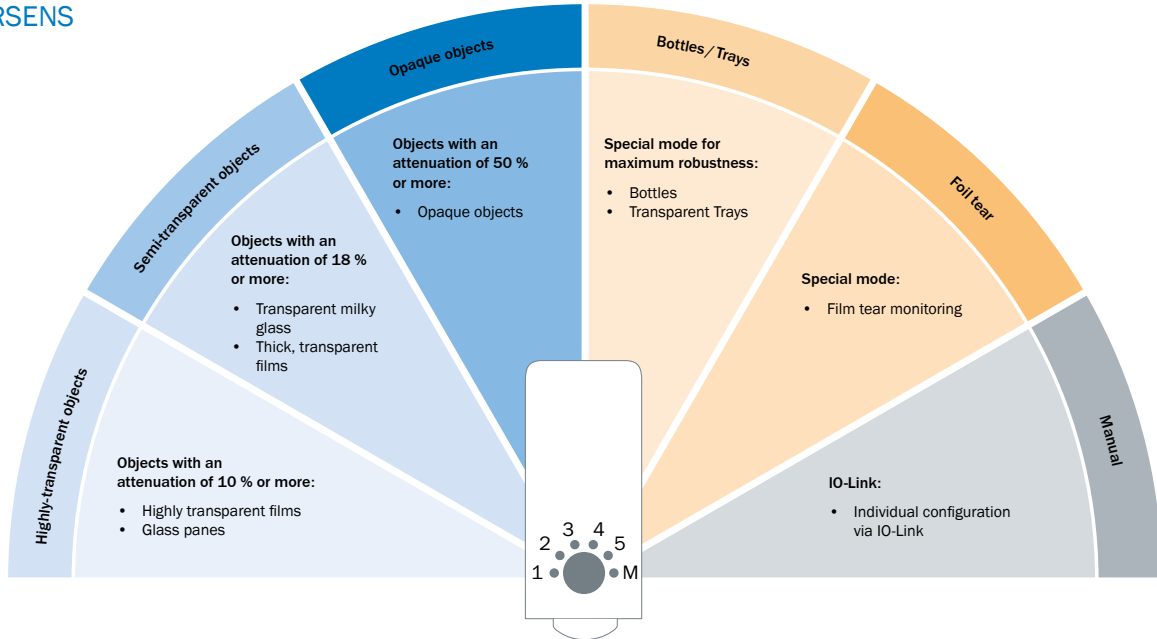 RSENS
Highly-transparent objects
Objects with an
attenuation of 10 % or more:
• Highly transparent films
• Glass panes
Semi-transparent objects
Objects with an
attenuation of 18 %
or more:
• Transparent milky
glass
• Thick, transparent
films
Opaque objects
Objects with an
attenuation of 50 %
or more:
• Opaque objects
Bottles/Trays
Special mode for
maximum robustness:
• Bottles
• Transparent Trays
Foil tear
Special mode:
• Film tear monitoring
Manual
IO-Link:
• Individual configuration
via IO-Link
1
2
3
4
5
M